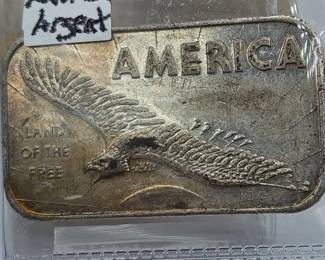 Argent
AMERICA
LAND
OF THE
FREE